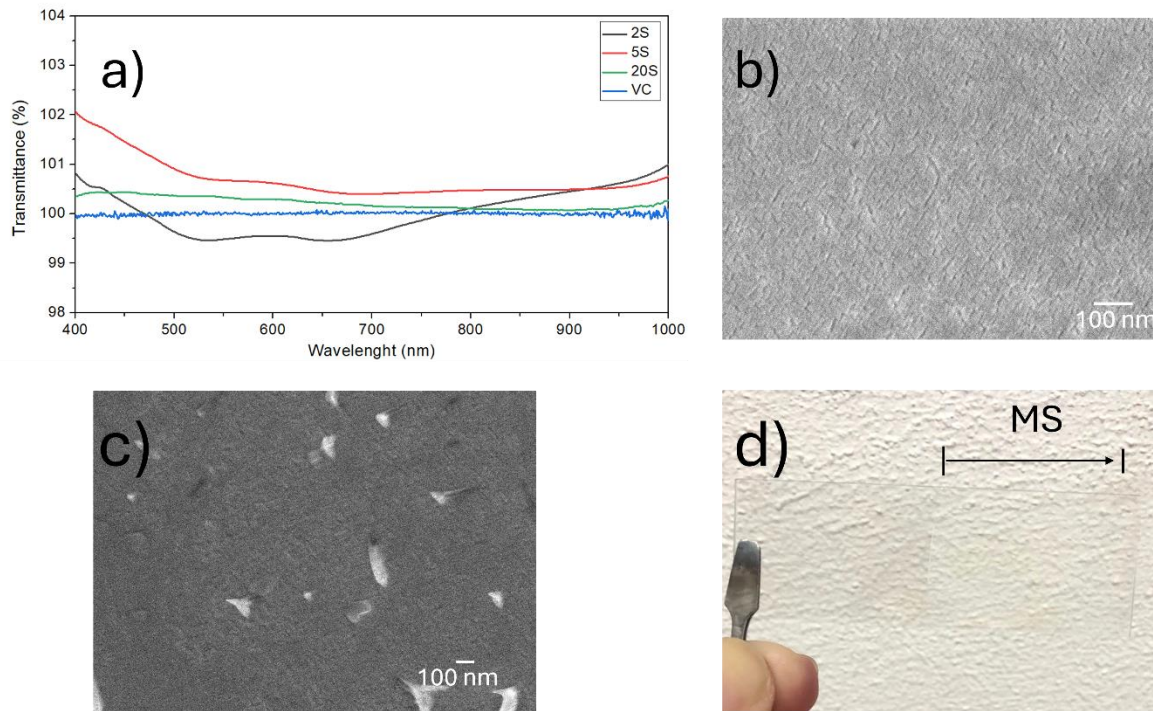 a)
104
103
102
101
100
99
98
Transmittance (%)
400 500 600 700 800 900 1000
Wavelenght (nm)
2S
5S
20S
VC
b)
100 nm
c)
100 nm
d)
MS